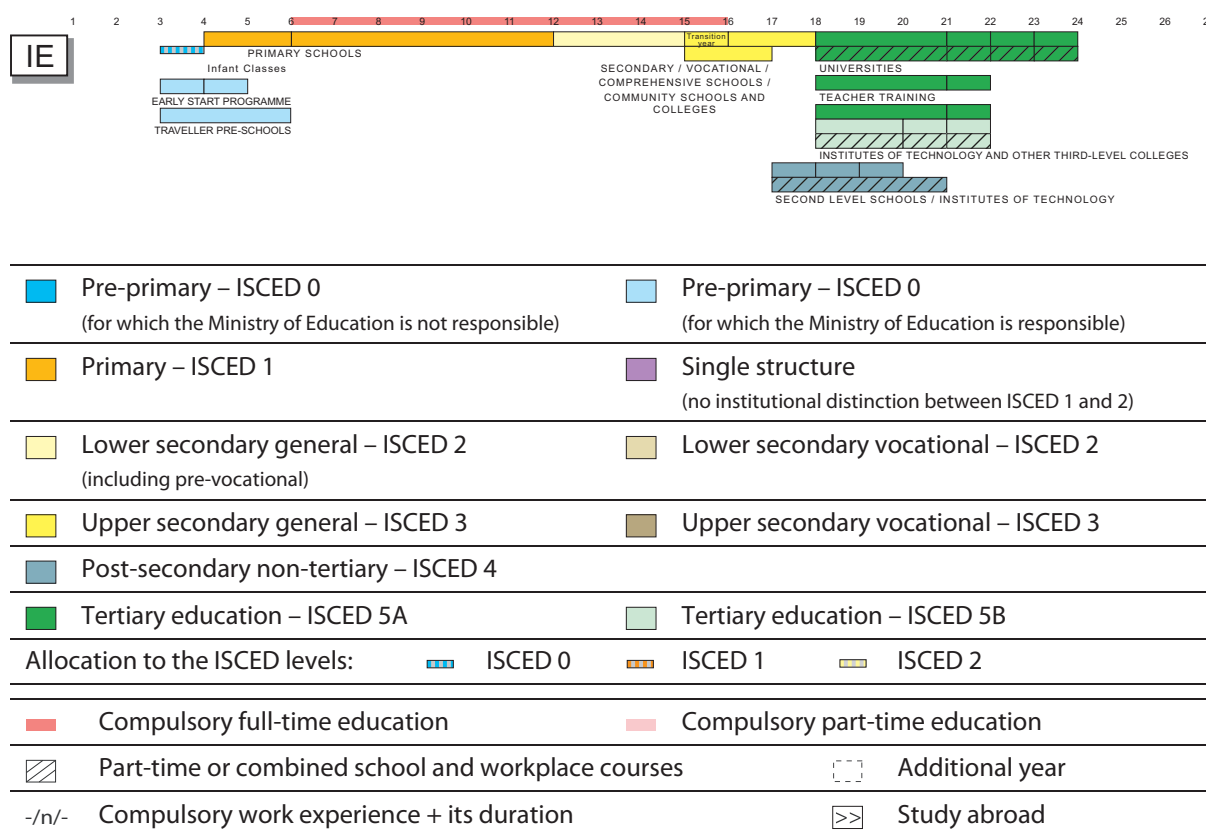 1 2 3 4 5 6 7 8 9 10 11 12 13 14 15 16 17 18 19 20 21 22 23 24 25 26 2
IE
Transition year
PRIMARY SCHOOLS
Infant Classes
EARLY START PROGRAMME
TRAVELLER PRE-SCHOOLS
SECONDARY / VOCATIONAL /
COMPREHENSIVE SCHOOLS /
COMMUNITY SCHOOLS AND
COLLEGES
UNIVERSITIES
TEACHER TRAINING
INSTITUTES OF TECHNOLOGY AND OTHER THIRD-LEVEL COLLEGES
SECOND LEVEL SCHOOLS / INSTITUTES OF TECHNOLOGY
Pre-primary – ISCED 0
(for which the Ministry of Education is not responsible)
Pre-primary – ISCED 0
(for which the Ministry of Education is responsible)
Primary – ISCED 1
Single structure
(no institutional distinction between ISCED 1 and 2)
Lower secondary general – ISCED 2
(including pre-vocational)
Lower secondary vocational – ISCED 2
Upper secondary general – ISCED 3
Upper secondary vocational – ISCED 3
Post-secondary non-tertiary – ISCED 4
Tertiary education – ISCED 5A
Tertiary education – ISCED 5B
Allocation to the ISCED levels: ISCED 0 ISCED 1 ISCED 2
Compulsory full-time education
Compulsory part-time education
Part-time or combined school and workplace courses
Additional year
-/n/- Compulsory work experience + its duration
>> Study abroad